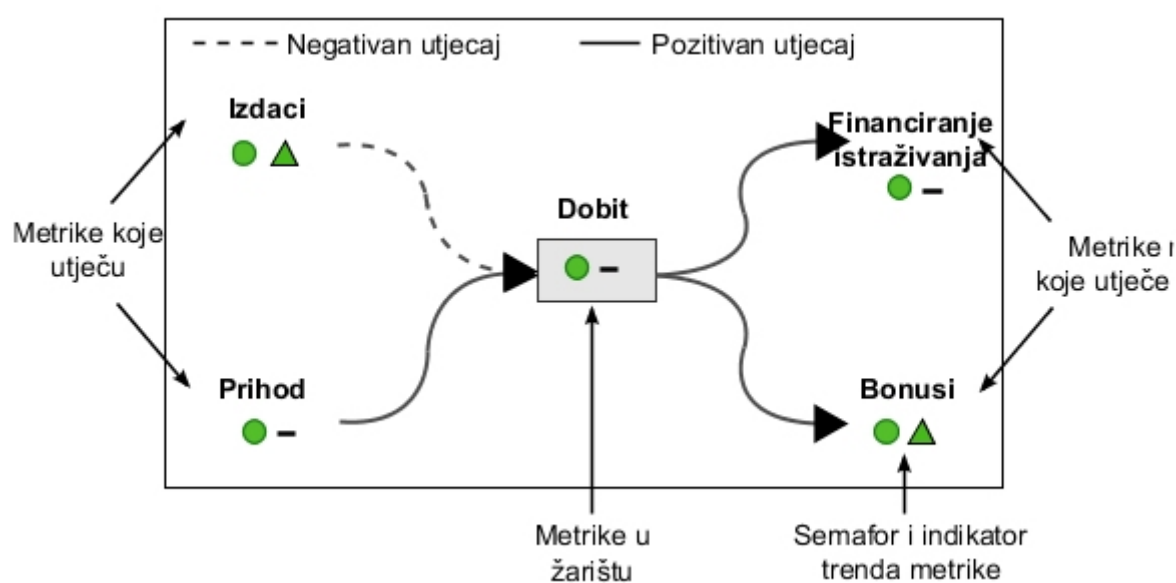 Negativan utjecaj
Pozitivan utjecaj
Izdaci
Financiranje
istraživanja
Dobit
Metrike koje
utječu
Metrike
koje utječe
Prihod
Bonusi
Metrike u
žarištu
Semafor i indikator
trenda metrike